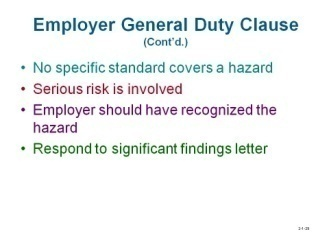 Employer General Duty Clause
(Cont'd.)
• No specific standard covers a hazard
• Serious risk is involved
• Employer should have recognized the
hazard
• Respond to significant findings letter